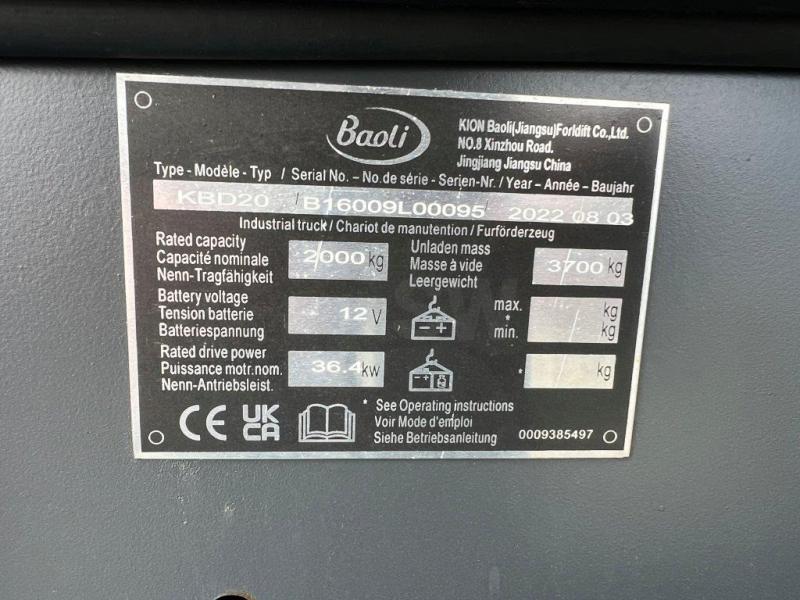 Baoli
KION Baoli(Jiangsu)Forldift Co.,Ltd.
NO.8 Xinzhou Road.
Jingjiang Jiangsu China
Type - Modèle - Typ / Serial No. - No. de série - Serien-Nr. / Year - Année - Baujahr
KBD20 / B16009L00095 2022 08 03
Industrial truck / Chariot de manutention / Furförderzeug
Rated capacity
Capacité nominale
Nenn-Tragfähigkeit
2000 kg
Unladen mass
Masse à vide
Leergewicht
3700 kg
Battery voltage
Tension batterie
Batteriespannung
12 V
- +
max. kg
*
min. kg
Rated drive power
Puissance motr.nom.
Nenn-Antriebsleist.
36.4 kw
- +
* kg
CE
UK
CA
* See Operating instructions
Voir Mode d'emploi
Siehe Betriebsanleitung
0009385497